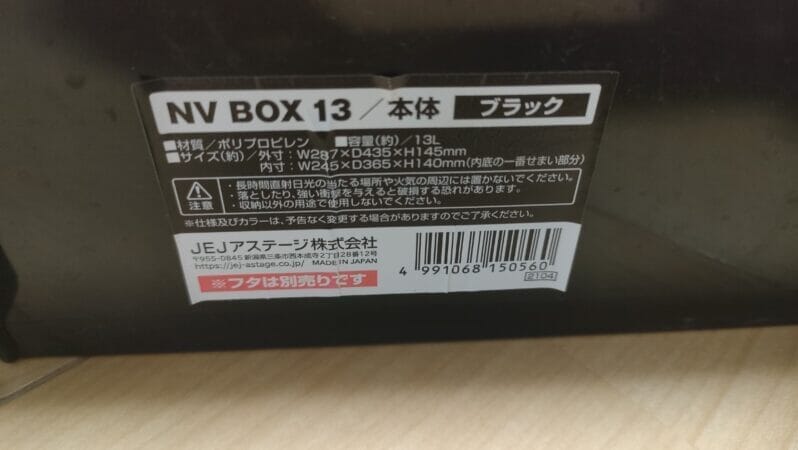 NV BOX 13／本体 ブラック
■材質／ポリプロピレン ■容量(約)／13L
■サイズ(約)／外寸：W287×D435×H145mm
内寸：W245×D365×H140mm(内底の一番せまい部分)
・長時間直射日光の当たる場所や火気の周辺には置かないでください。
・落としたり、強い衝撃を与えると破損する恐れがあります。
注意 ・収納以外の用途で使用しないでください。
※仕様及びカラーは、予告なく変更する場合がありますのでご了承ください。
JEJアステージ株式会社
〒955-0845 新潟県三条市西本成寺2丁目28番12号
https://jej-astage.co.jp/ MADE IN JAPAN
※フタは別売りです
4 991068 150560
2104